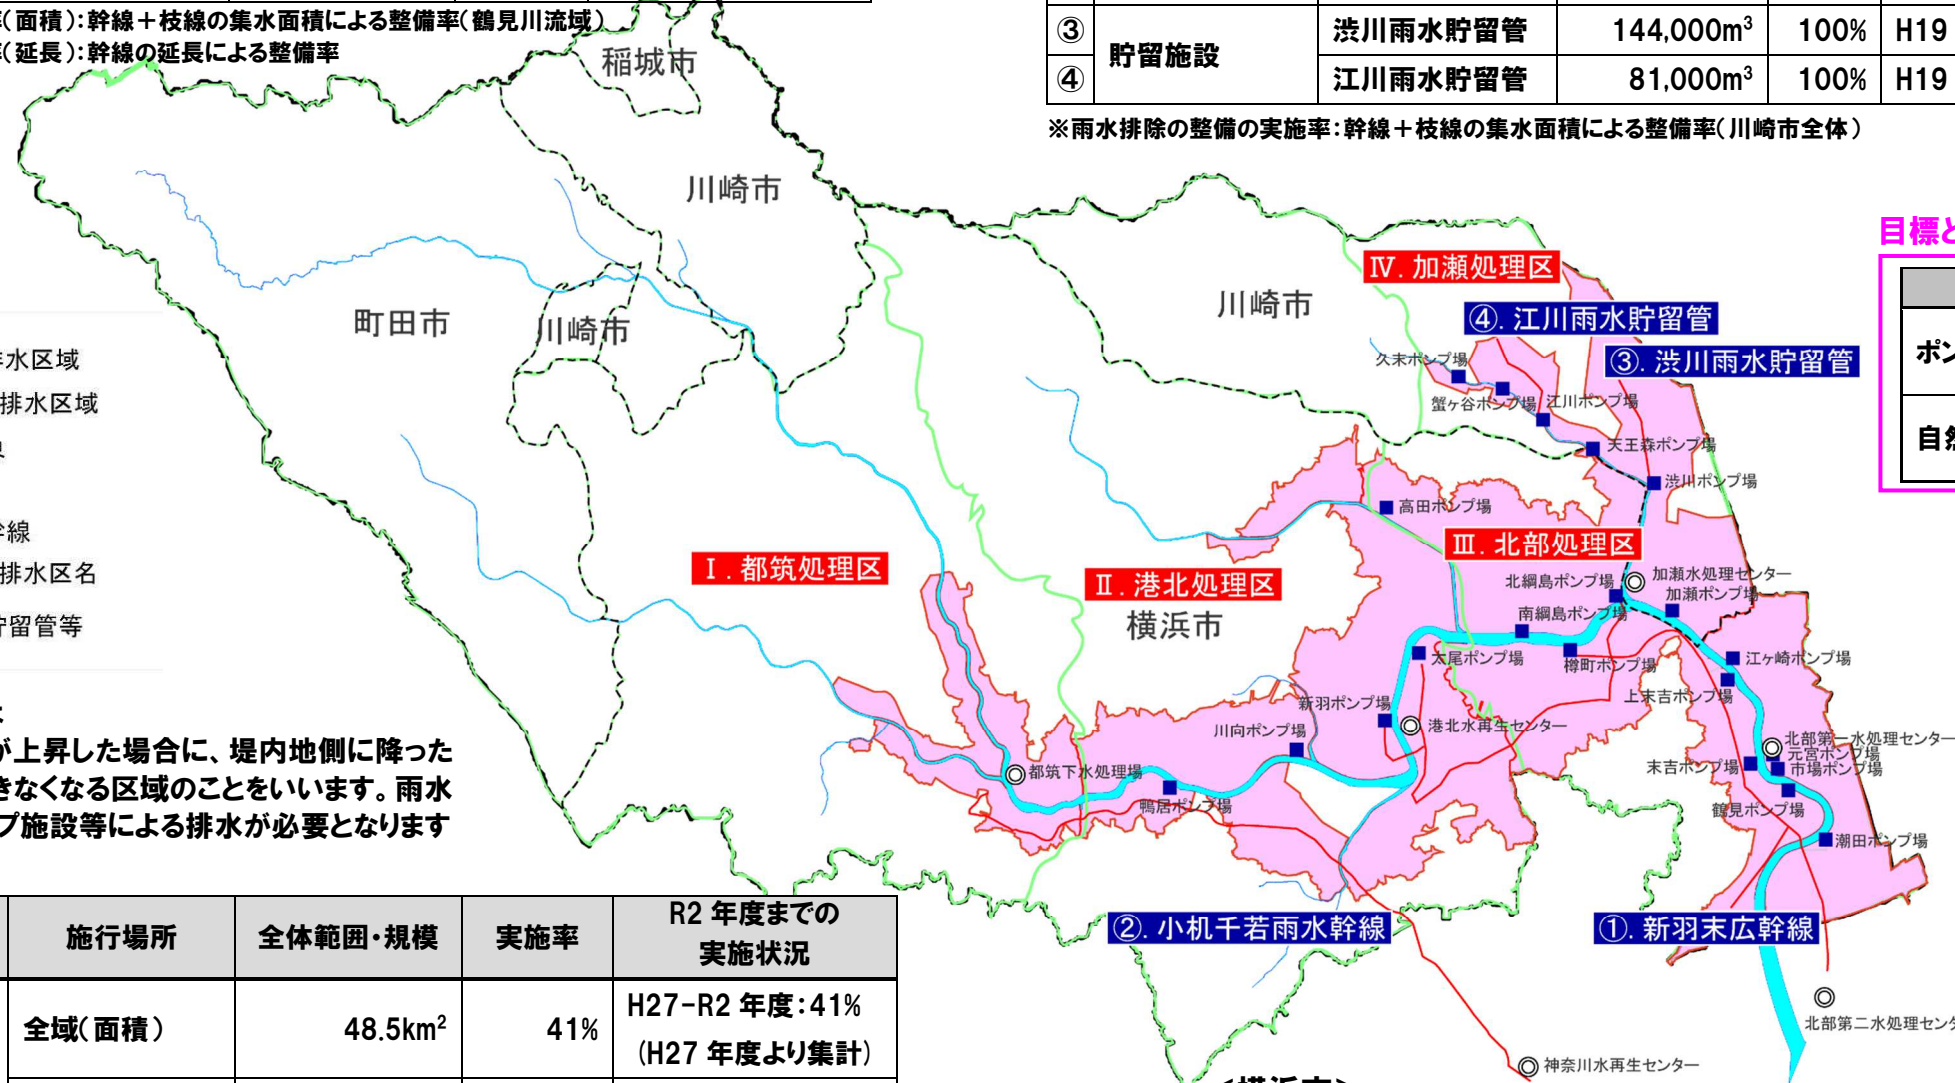 (面積):幹線+枝線の集水面積による整備率(鶴見川流域)
(延長):幹線の延長による整備率
③ 貯留施設 渋川雨水貯留管 144,000m³ 100% H19
④ 江川雨水貯留管 81,000m³ 100% H19
※雨水排除の整備の実施率:幹線+枝線の集水面積による整備率(川崎市全体)
稲城市
川崎市
目標と
Ⅳ.加瀬処理区
川崎市
町田市
川崎市
④.江川雨水貯留管
③.渋川雨水貯留管
水区域
排水区域
ポン
自然
線
排水区名
貯留管等
久末ポンプ場
蟹ヶ谷ポンプ場
江川ポンプ場
天王森ポンプ場
渋川ポンプ場
高田ポンプ場
Ⅲ.北部処理区
Ⅰ.都筑処理区
Ⅱ.港北処理区
横浜市
北綱島ポンプ場
加瀬水処理センター
加瀬ポンプ場
南綱島ポンプ場
太尾ポンプ場
樽町ポンプ場
江ヶ崎ポンプ場
上末吉ポンプ場
新羽ポンプ場
港北水再生センター
川向ポンプ場
北部第一水処理センター
元宮ポンプ場
末吉ポンプ場
市場ポンプ場
都筑下水処理場
鴨居ポンプ場
鶴見ポンプ場
潮田ポンプ場
が上昇した場合に、堤内地側に降った
きなくなる区域のことをいいます。雨水
プ施設等による排水が必要となります
②.小机千若雨水幹線
①.新羽末広幹線
施行場所 全体範囲・規模 実施率 R2 年度までの
実施状況
全域(面積) 48.5km² 41% H27-R2 年度:41%
(H27 年度より集計)
北部第二水処理セン
神奈川水再生センター
<横浜市>